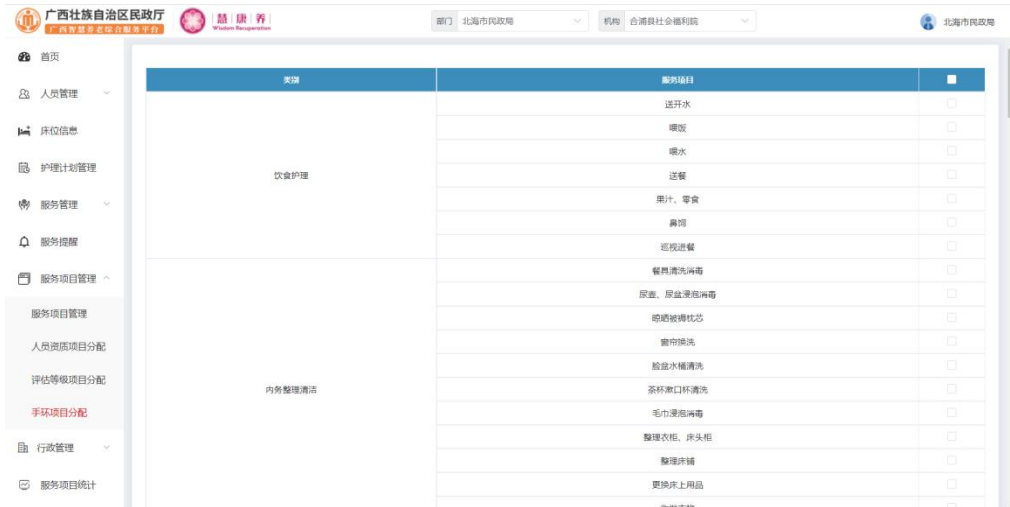 广西壮族自治区民政厅
广西智慧养老综合服务平台
慧康养
Wisdom Recuperation
部门 北海市民政局
机构 合浦县社会福利院
北海市民政局
首页
人员管理
床位信息
护理计划管理
服务管理
服务提醒
服务项目管理
服务项目管理
人员资质项目分配
评估等级项目分配
手环项目分配
行政管理
服务项目统计
类别 服务项目
饮食护理
送开水
喂饭
喂水
送餐
果汁、零食
鼻饲
巡视进餐
内务整理清洁
餐具清洗消毒
尿壶、尿盆浸泡消毒
晾晒被褥枕芯
窗帘换洗
脸盆水桶清洗
茶杯漱口杯清洗
毛巾浸泡消毒
整理衣柜、床头柜
整理床铺
更换床上用品